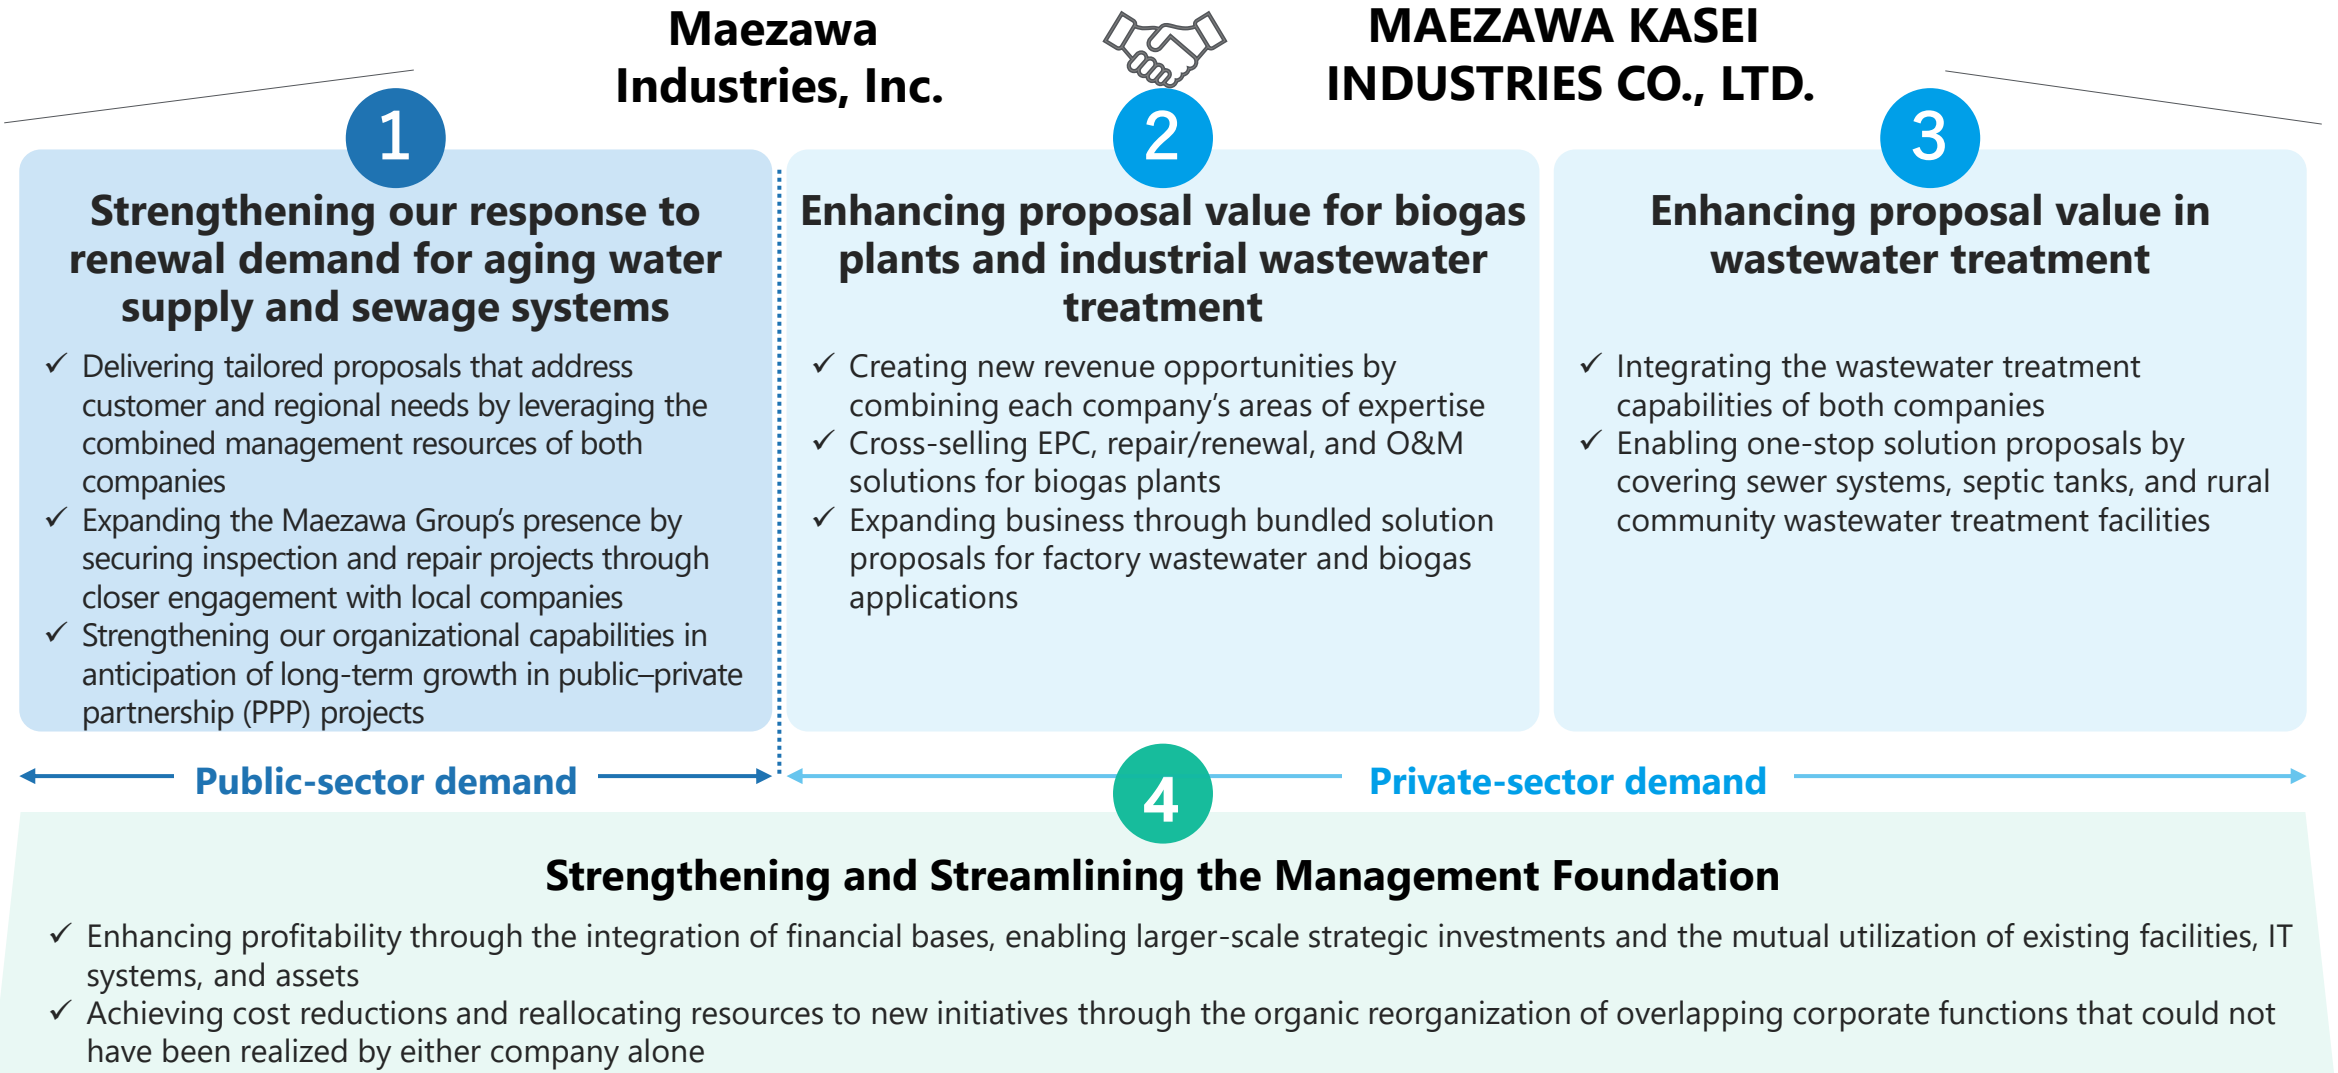 Maezawa
Industries, Inc.
MAEZAWA KASEI
INDUSTRIES CO., LTD.
1
Strengthening our response to
renewal demand for aging water
supply and sewage systems
✓ Delivering tailored proposals that address
customer and regional needs by leveraging the
combined management resources of both
companies
✓ Expanding the Maezawa Group's presence by
securing inspection and repair projects through
closer engagement with local companies
✓ Strengthening our organizational capabilities in
anticipation of long-term growth in public–private
partnership (PPP) projects
2
Enhancing proposal value for biogas
plants and industrial wastewater
treatment
✓ Creating new revenue opportunities by
combining each company's areas of expertise
✓ Cross-selling EPC, repair/renewal, and O&M
solutions for biogas plants
✓ Expanding business through bundled solution
proposals for factory wastewater and biogas
applications
3
Enhancing proposal value in
wastewater treatment
✓ Integrating the wastewater treatment
capabilities of both companies
✓ Enabling one-stop solution proposals by
covering sewer systems, septic tanks, and rural
community wastewater treatment facilities
Public-sector demand
Private-sector demand
4
Strengthening and Streamlining the Management Foundation
✓ Enhancing profitability through the integration of financial bases, enabling larger-scale strategic investments and the mutual utilization of existing facilities, IT
systems, and assets
✓ Achieving cost reductions and reallocating resources to new initiatives through the organic reorganization of overlapping corporate functions that could not
have been realized by either company alone